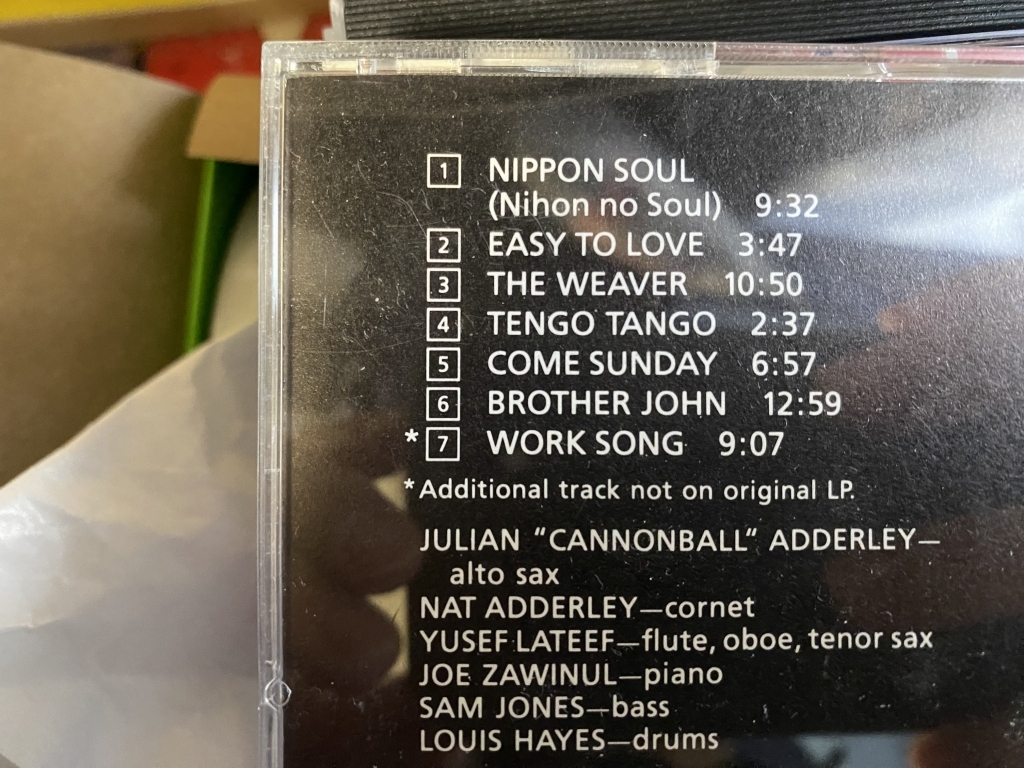 1 NIPPON SOUL
(Nihon no Soul) 9:32
2 EASY TO LOVE 3:47
3 THE WEAVER 10:50
4 TENGO TANGO 2:37
5 COME SUNDAY 6:57
6 BROTHER JOHN 12:59
*7 WORK SONG 9:07
*Additional track not on original LP.
JULIAN “CANNONBALL“ ADDERLEY—
alto sax
NAT ADDERLEY—cornet
YUSEF LATEEF—flute, oboe, tenor sax
JOE ZAWINUL—piano
SAM JONES—bass
LOUIS HAYES—drums